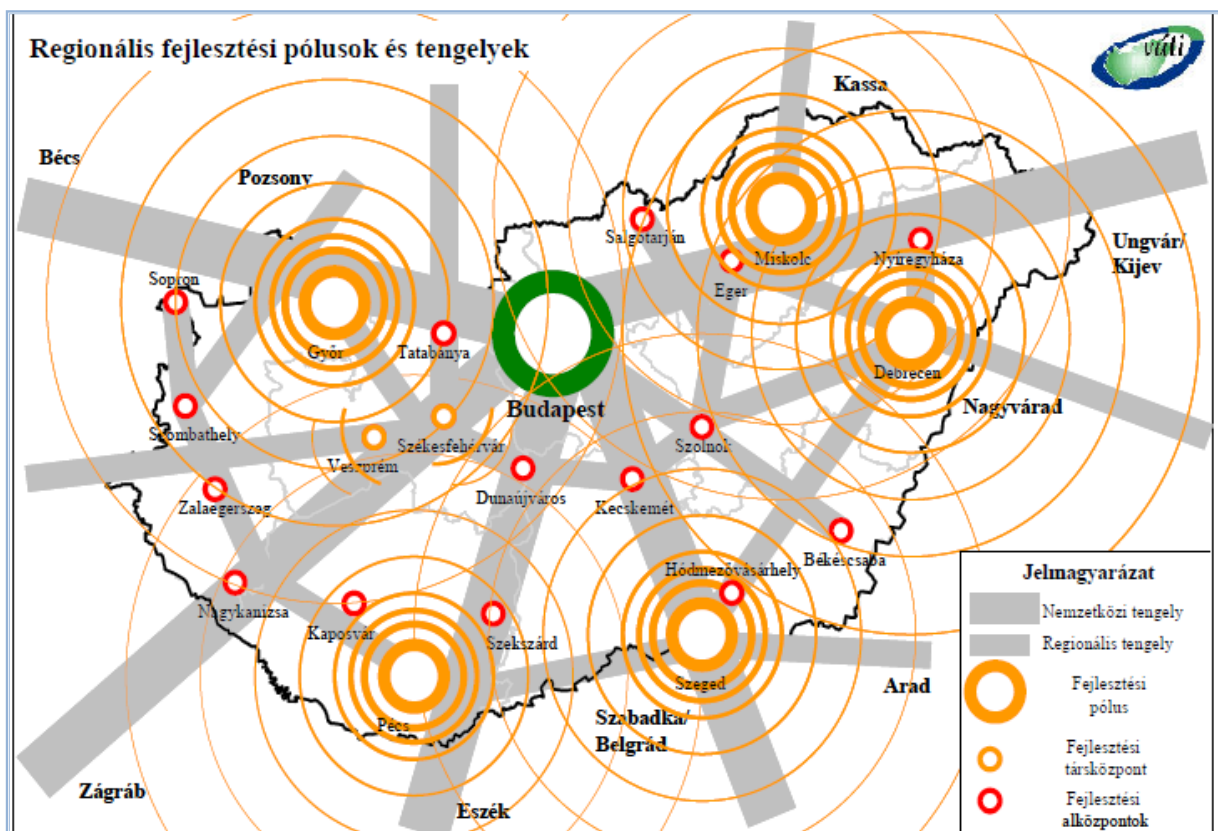 Regionális fejlesztési pólusok és tengelyek
váti
Kassa
Bécs
Pozsony
Salgótarján
Miskolc
Nyíregyháza
Ungvár/
Kijev
Sopron
Eger
Győr
Tatabánya
Debrecen
Budapest
Nagyvárad
Szombathely
Székesfehérvár
Szolnok
Veszprém
Dunaújváros
Kecskemét
Zalaegerszeg
Békéscsaba
Hódmezővásárhely
Nagykanizsa
Kaposvár
Szekszárd
Szeged
Arad
Pécs
Szabadka/
Belgrád
Zágráb
Eszék
Jelmagyarázat
Nemzetközi tengely
Regionális tengely
Fejlesztési
pólus
Fejlesztési
társközpont
Fejlesztési
alközpontok